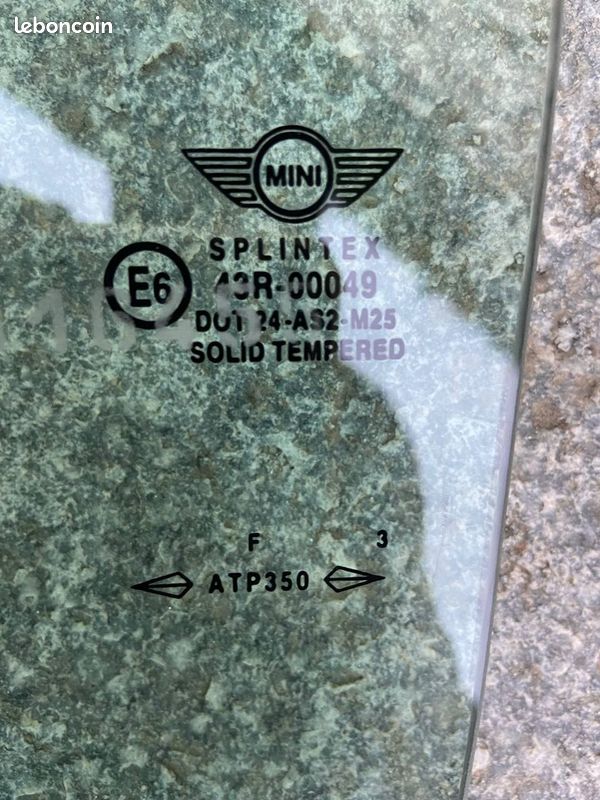 leboncoin
MINI
SPLINTEX
E6 43R-00049
DOT 24-AS2-M25
SOLID TEMPERED
F 3
ATP350